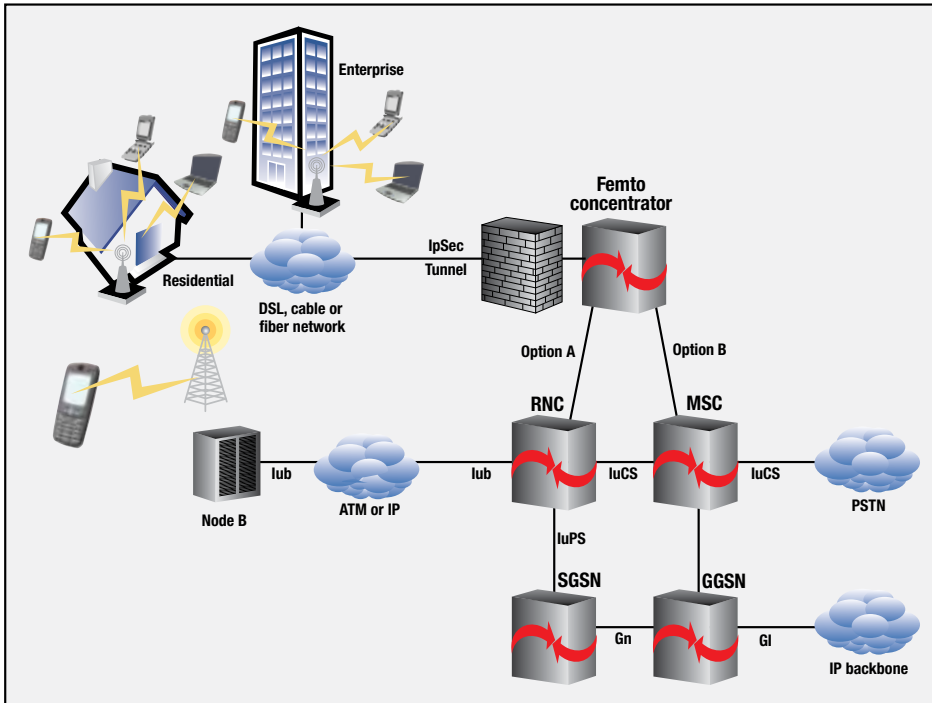 Enterprise
Femto
concentrator
IpSec
Tunnel
Residential
DSL, cable or
fiber network
Option A
Option B
RNC
MSC
Iub
Iub
IuCS
IuCS
Node B
ATM or IP
PSTN
IuPS
SGSN
GGSN
Gn
GI
IP backbone